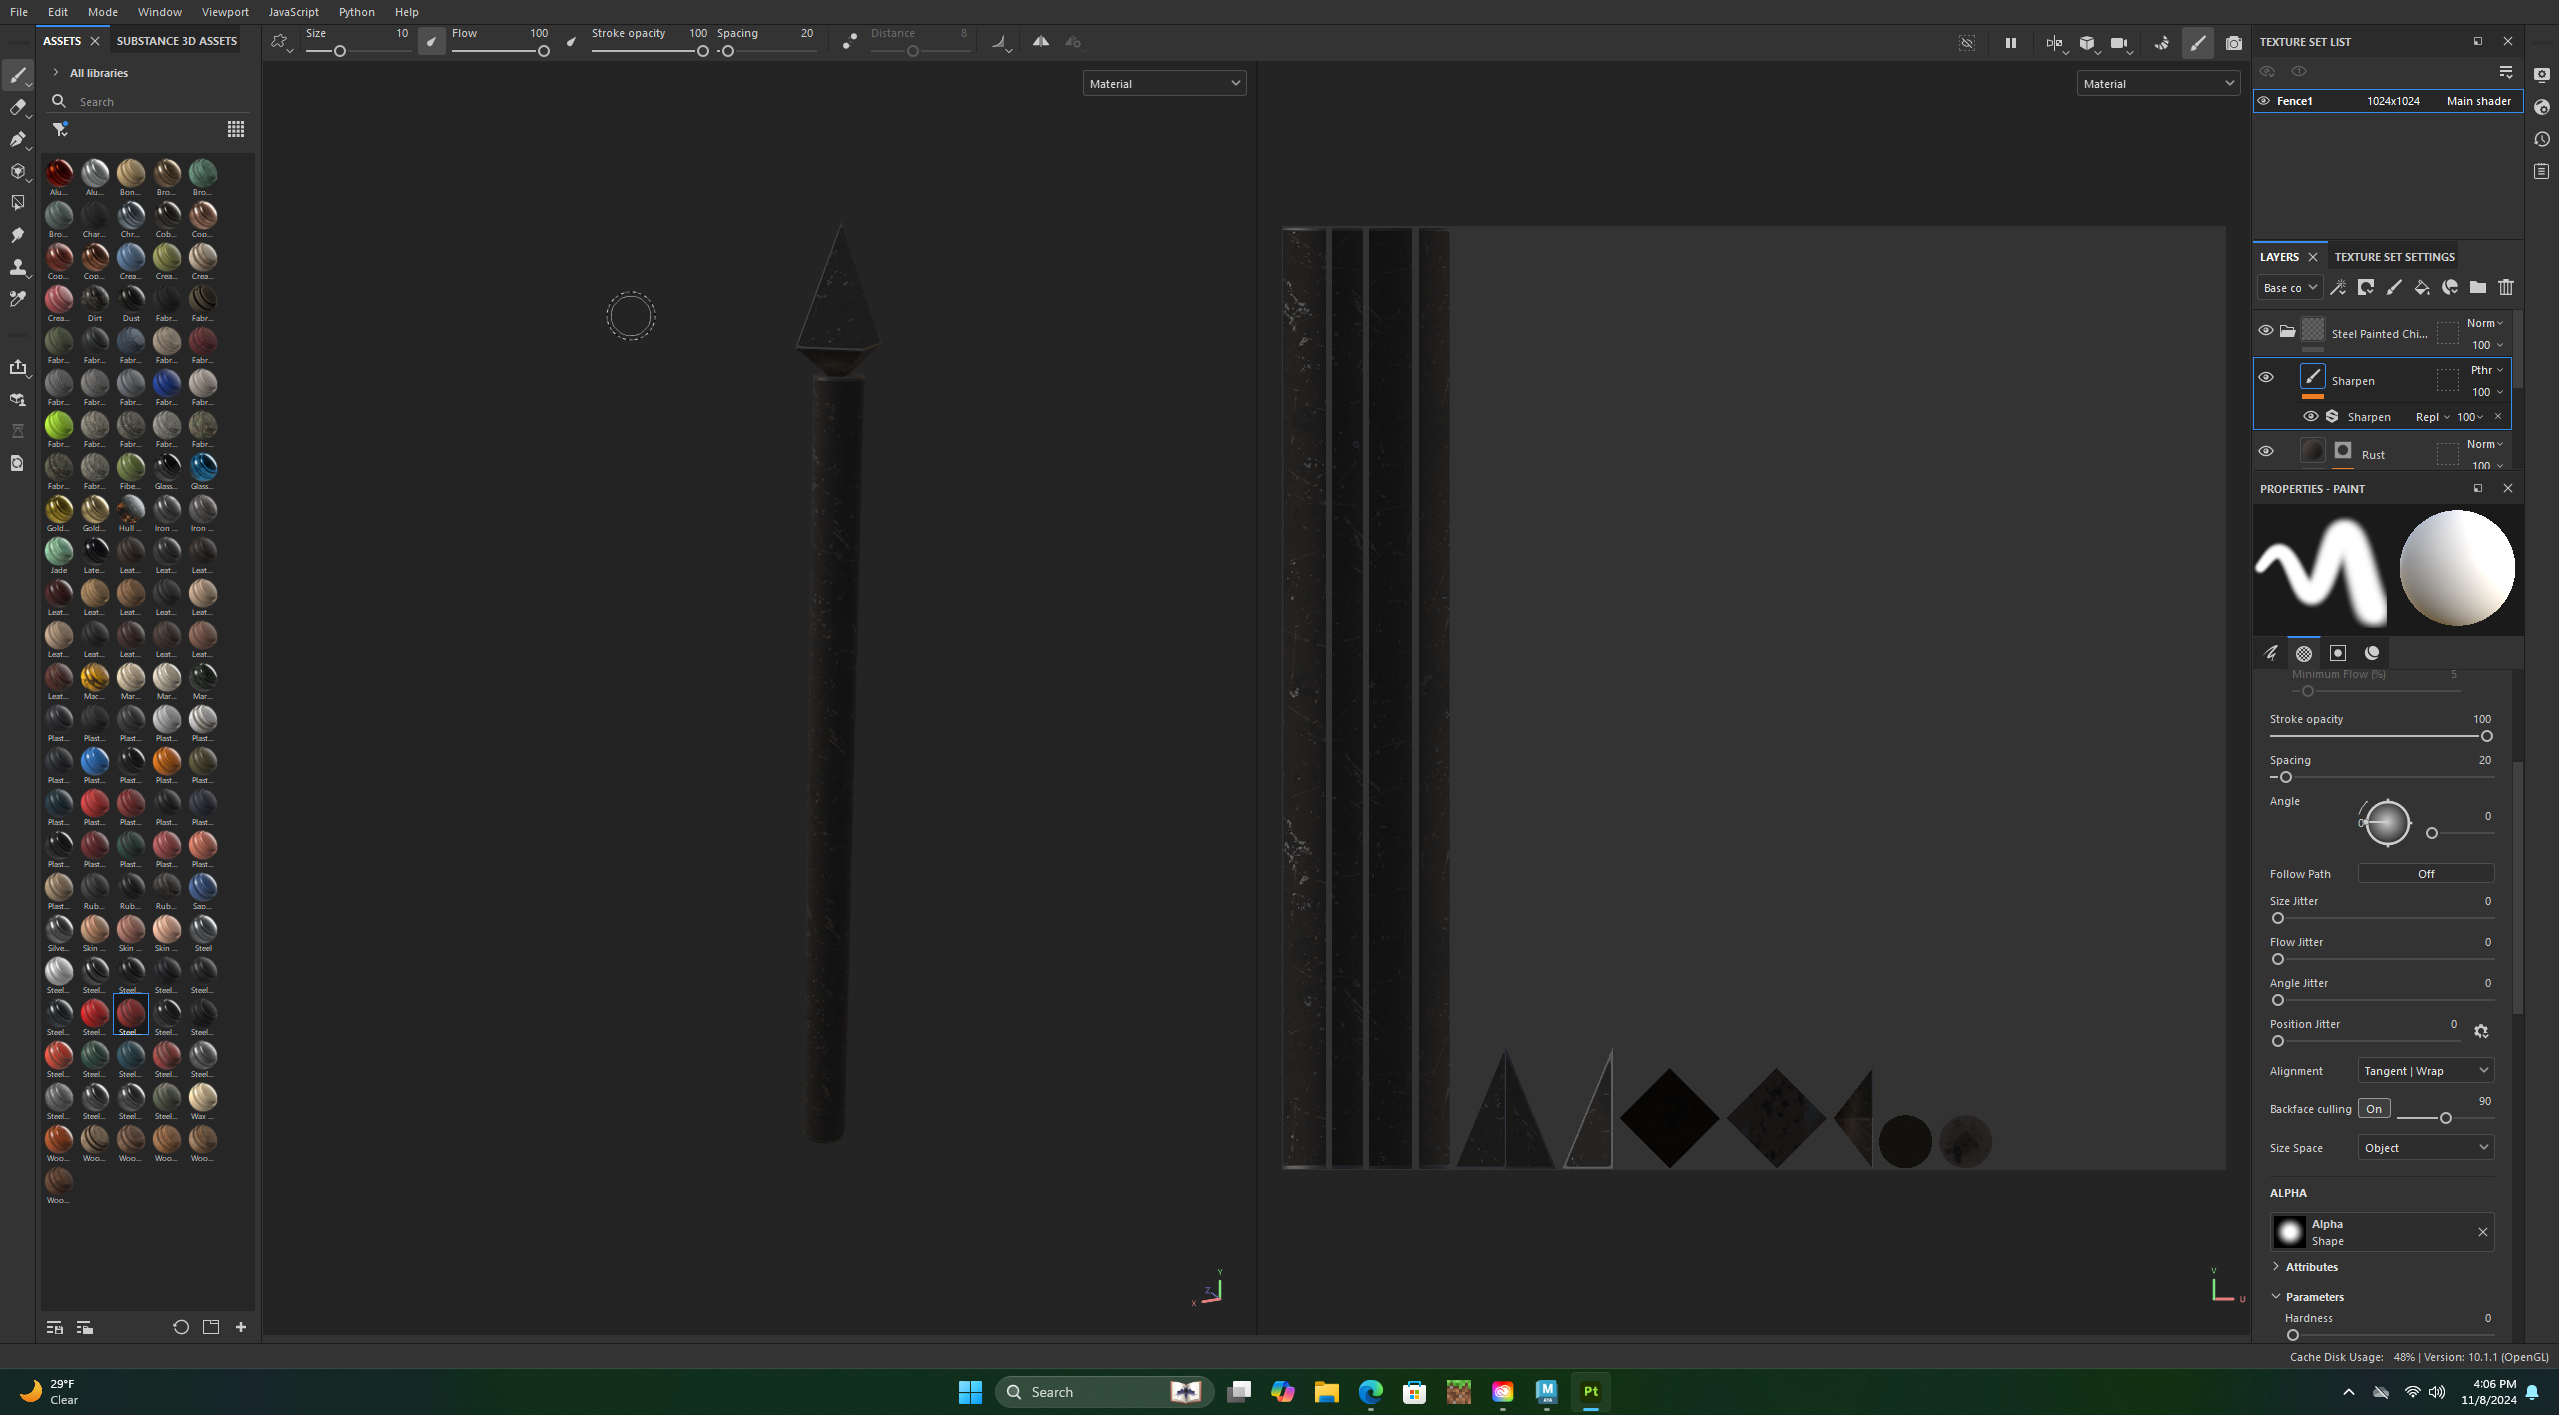 File Edit Mode Window Viewport JavaScript Python Help
ASSETS SUBSTANCE 3D ASSETS
Size 10 Flow 100 Stroke opacity 100 Spacing 20 Distance 8
All libraries
Search
Material
Material
Alu... Alu... Bon... Bro... Bro...
Bro... Char... Chr... Cob... Cop...
Cop... Cop... Crea... Crea... Crea...
Crea... Dirt Dust Fabr... Fabr...
Fabr... Fabr... Fabr... Fabr... Fabr...
Fabr... Fabr... Fabr... Fabr... Fabr...
Fabr... Fabr... Fabr... Fabr... Fabr...
Fabr... Fabr... Fibe... Glass... Glass...
Gold... Gold... Hull ... Iron ... Iron ...
Jade Late... Leat... Leat... Leat...
Leat... Leat... Leat... Leat... Leat...
Leat... Leat... Leat... Leat... Leat...
Leat... Mac... Mar... Mar... Mar...
Plast... Plast... Plast... Plast... Plast...
Plast... Plast... Plast... Plast... Plast...
Plast... Plast... Plast... Plast... Plast...
Plast... Plast... Plast... Plast... Plast...
Plast... Rub... Rub... Rub... Sap...
Silve... Skin ... Skin ... Skin ... Steel
Steel... Steel... Steel... Steel... Steel...
Steel... Steel... Steel... Steel... Steel...
Steel... Steel... Steel... Steel... Steel...
Steel... Steel... Steel... Steel... Wax ...
Woo... Woo... Woo... Woo... Woo...
Woo...
Y
Z
X
V
U
TEXTURE SET LIST
Fence1 1024x1024 Main shader
LAYERS TEXTURE SET SETTINGS
Base co
Steel Painted Chi... Norm
100
Sharpen Pthr
100
Sharpen Repl 100
Rust Norm
100
PROPERTIES - PAINT
Minimum Flow (%) 5
Stroke opacity 100
Spacing 20
Angle 0 0
Follow Path Off
Size Jitter 0
Flow Jitter 0
Angle Jitter 0
Position Jitter 0
Alignment Tangent | Wrap
Backface culling On 90
Size Space Object
ALPHA
Alpha
Shape
Attributes
Parameters
Hardness 0
Cache Disk Usage: 48% | Version: 10.1.1 (OpenGL)
29°F
Clear
Search
M
Pt
4:06 PM
11/8/2024